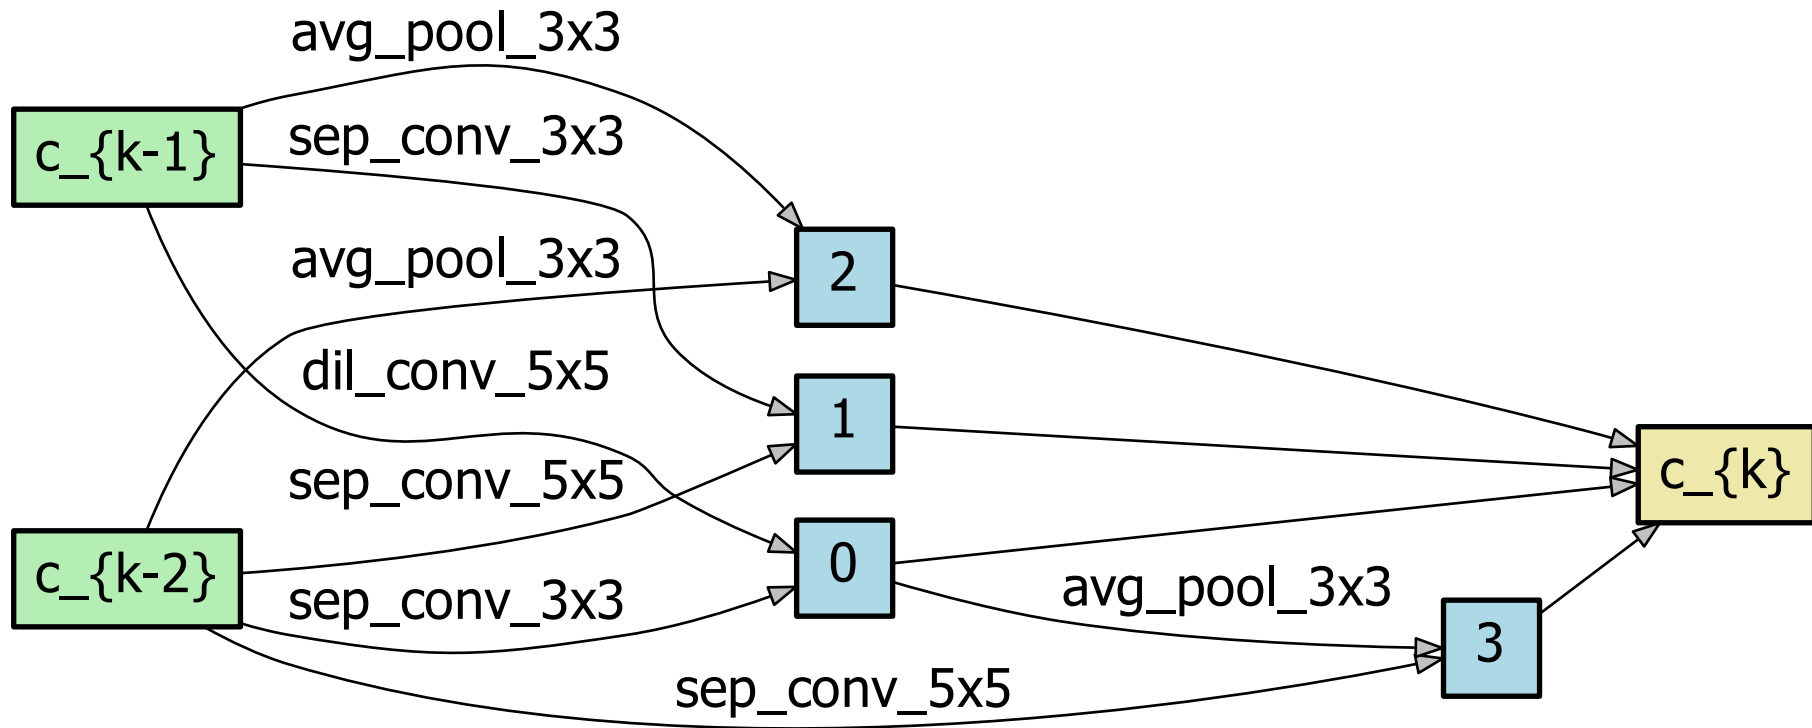 avg_pool_3x3
c_{k-1}
sep_conv_3x3
avg_pool_3x3
2
dil_conv_5x5
1
sep_conv_5x5
c_{k}
c_{k-2}
0
sep_conv_3x3
avg_pool_3x3
3
sep_conv_5x5